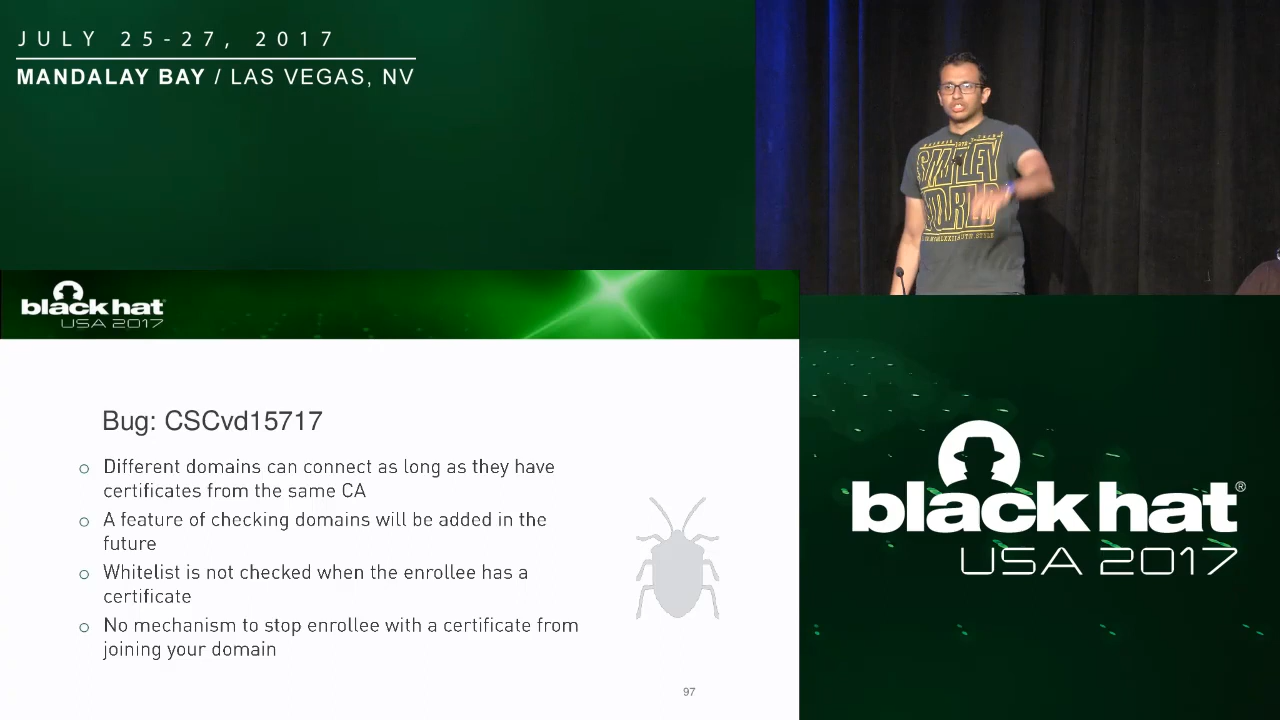 JULY 25-27, 2017
MANDALAY BAY / LAS VEGAS, NV
SMALLEY
WORLD
black hat
USA 2017
Bug: CSCvd15717
Different domains can connect as long as they have
certificates from the same CA
A feature of checking domains will be added in the
future
Whitelist is not checked when the enrollee has a
certificate
No mechanism to stop enrollee with a certificate from
joining your domain
97
black hat®
USA 2017